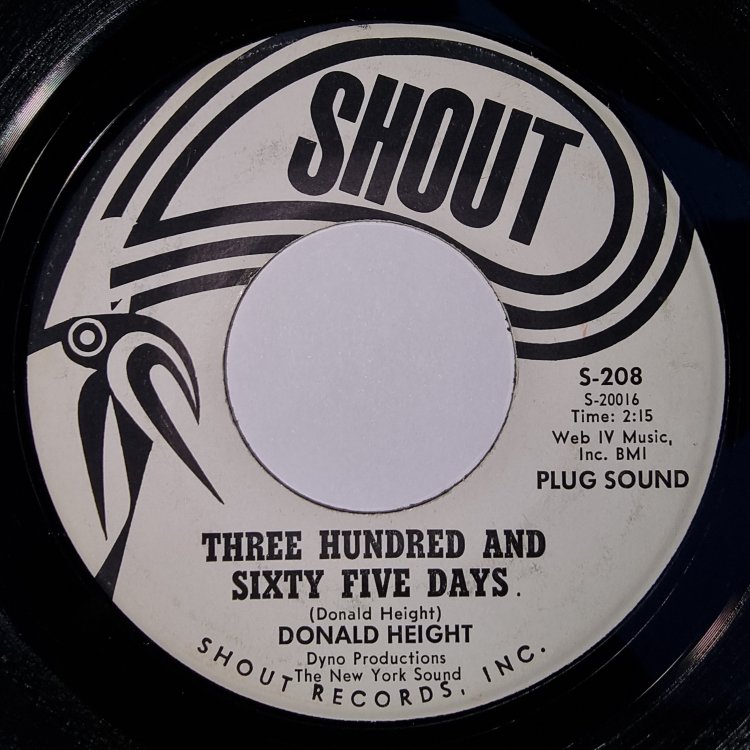 SHOUT
S-208
S-20016
Time: 2:15
Web IV Music,
Inc. BMI
PLUG SOUND
THREE HUNDRED AND
SIXTY FIVE DAYS.
(Donald Height)
DONALD HEIGHT
Dyno Productions
The New York Sound
SHOUT RECORDS, INC.